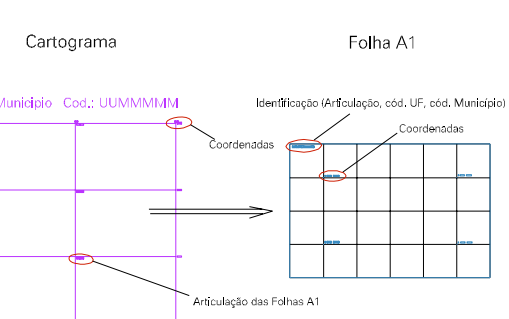 Cartograma
Folha A1
Municipio Cod.: UUMMMMM
Identificação (Articulação, cód. UF, cód. Município)
Coordenadas
Coordenadas
Articulação das Folhas A1